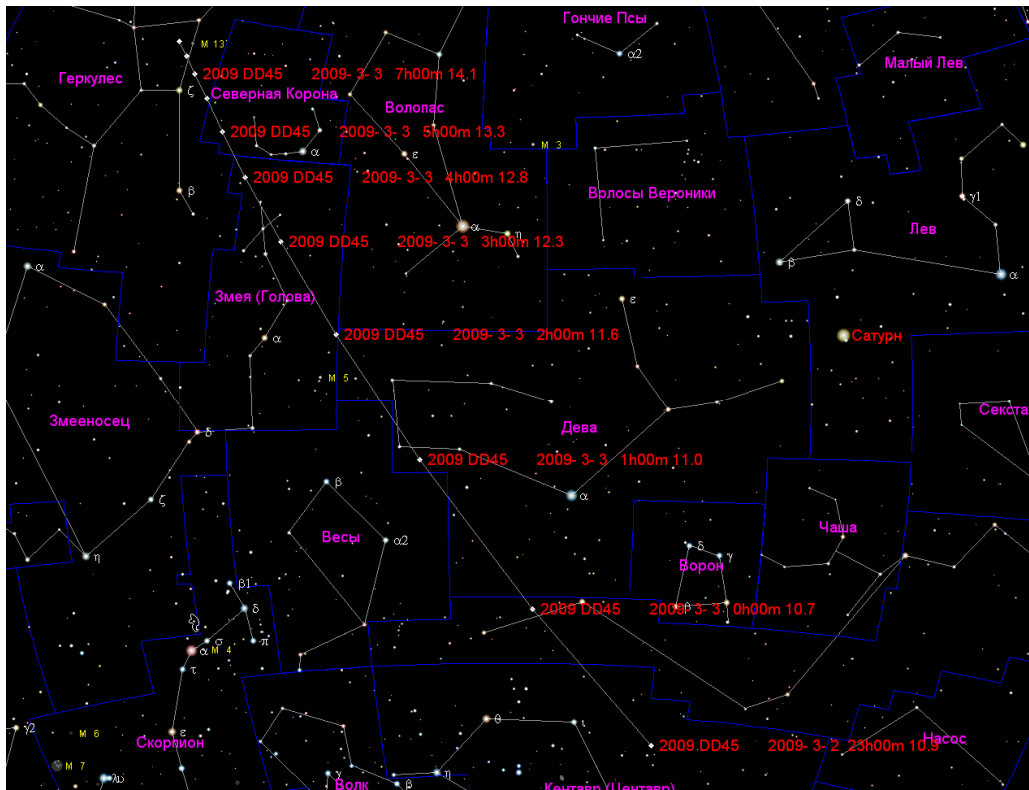 Гончие Псы
α2
M 13
Малый Лев
Геркулес
2009 DD45 2009- 3- 3 7h00m 14.1
ζ
Северная Корона
Волопас
2009 DD45 2009- 3- 3 5h00m 13.3
M 3
α
ε
2009 DD45 2009- 3- 3 4h00m 12.8
β
Волосы Вероники
γ1
δ
α
η
Лев
2009 DD45 2009- 3- 3 3h00m 12.3
β
α
α
Змея (Голова)
ε
2009 DD45 2009- 3- 3 2h00m 11.6
Сатурн
α
M 5
Секста
Змееносец
Дева
δ
2009 DD45 2009- 3- 3 1h00m 11.0
β
α
ζ
Чаша
Весы
α2
δ
γ
η
Ворон
β1
δ
β
2009 DD45 2009- 3- 3 0h00m 10.7
ξ
σ
π
α
M 4
τ
γ2
ε
M 6
θ
ι
Скорпион
2009 DD45 2009- 3- 2 23h00m 10.9
Насос
M 7
λυ
γ
η
Волк
β
Кентавр (Центавр)